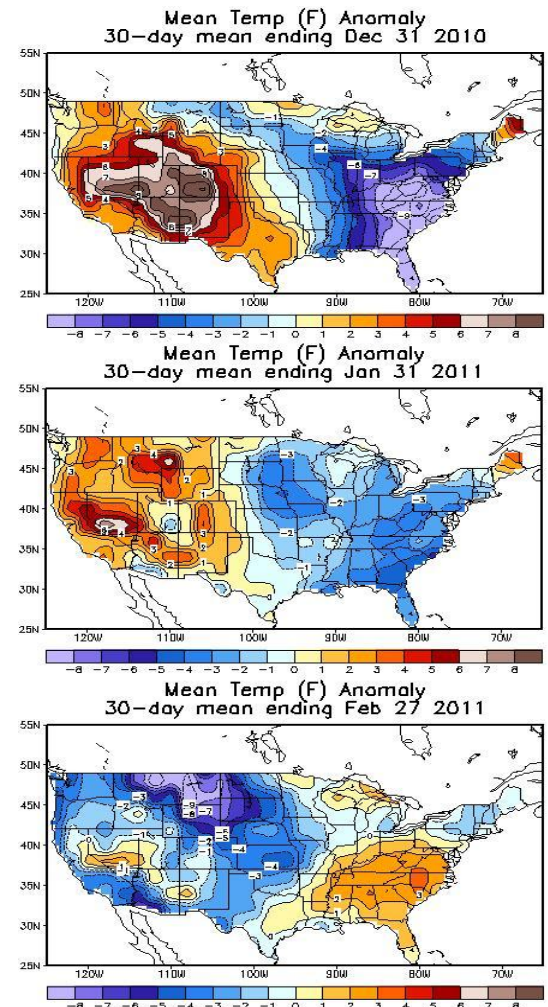 Mean Temp (F) Anomaly
30-day mean ending Dec 31 2010
55N
50N
45N
40N
35N
30N
25N
120W 110W 100W 90W 80W 70W
-8 -7 -6 -5 -4 -3 -2 -1 0 1 2 3 4 5 6 7 8
Mean Temp (F) Anomaly
30-day mean ending Jan 31 2011
55N
50N
45N
40N
35N
30N
25N
120W 110W 100W 90W 80W 70W
-8 -7 -6 -5 -4 -3 -2 -1 0 1 2 3 4 5 6 7 8
Mean Temp (F) Anomaly
30-day mean ending Feb 27 2011
55N
50N
45N
40N
35N
30N
25N
120W 110W 100W 90W 80W 70W
-8 -7 -6 -5 -4 -3 -2 -1 0 1 2 3 4 5 6 7 8